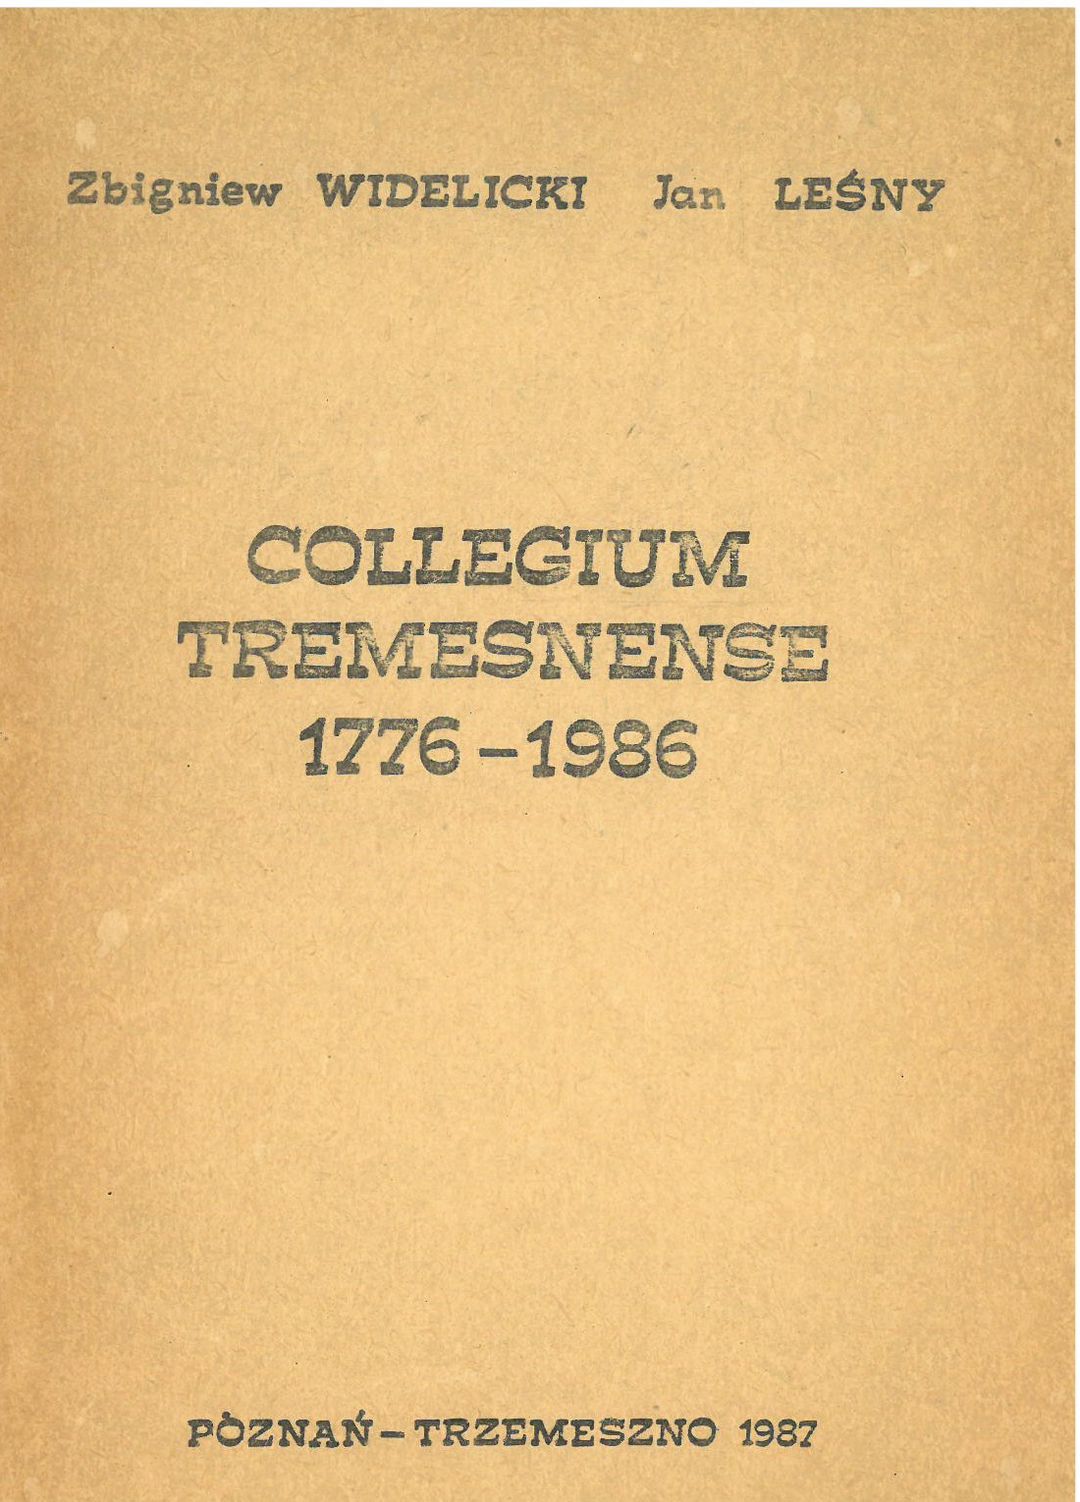 Zbigniew WIDELICKI Jan LEŚNY
COLLEGIUM
TREMESNENSE
1776-1986
POZNAŃ-TRZEMESZNO 1987